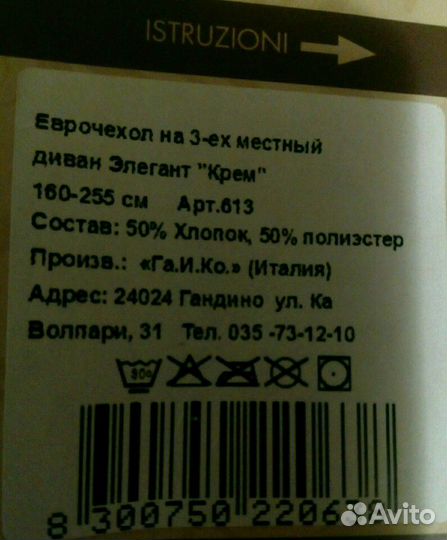 ISTRUZIONI
Еврочехол на 3-ех местный
диван Элегант "Крем"
160-255 см Арт.613
Состав: 50% Хлопок, 50% полиэстер
Произв.: «Га.И.Ко.» (Италия)
Адрес: 24024 Гандино ул. Ка
Волпари, 31 Тел. 035 -73-12-10
8 300750 22067
Avito